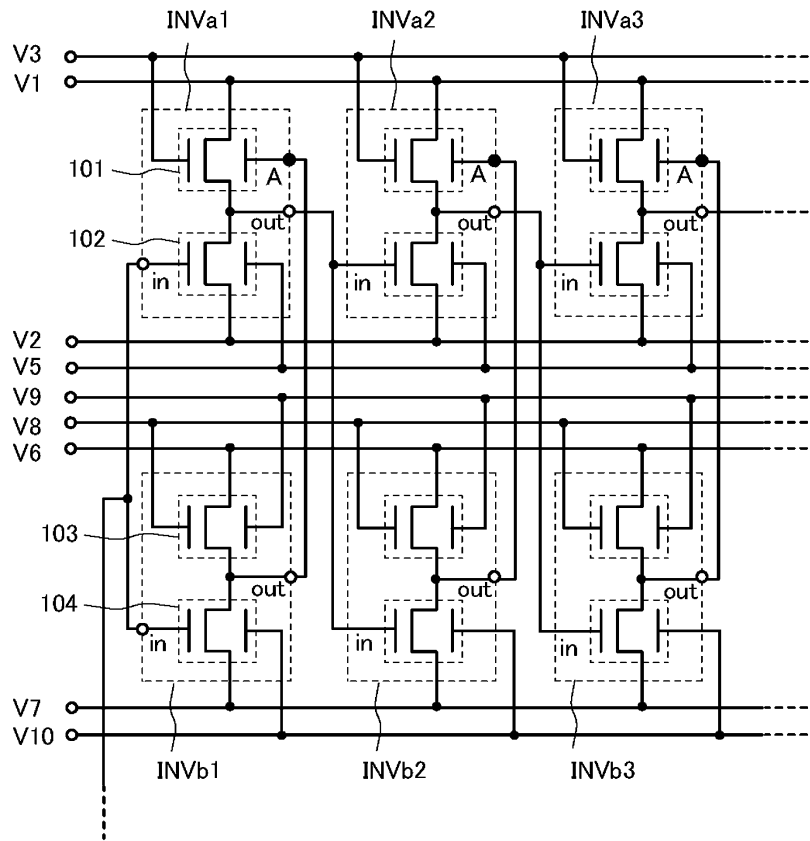 INVa1 INVa2 INVa3
V3
V1
101
A A A
102
out out out
in in in
V2
V5
V9
V8
V6
103
out out out
104
in in in
V7
V10
INVb1 INVb2 INVb3